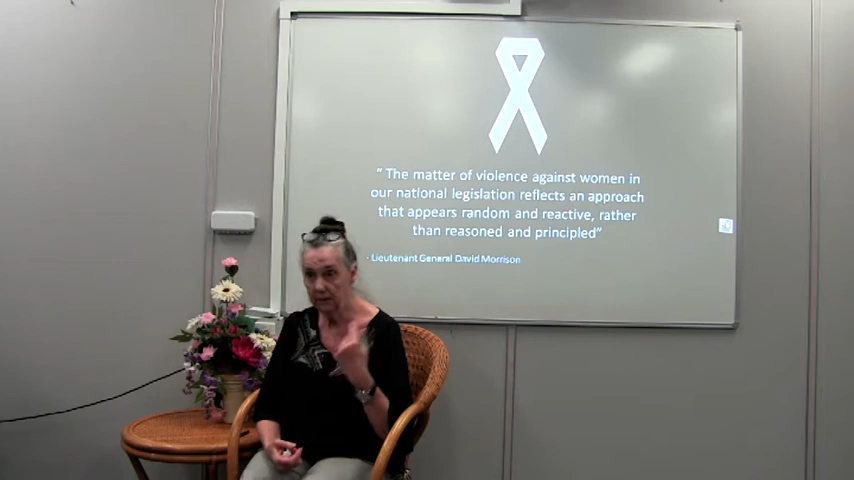 “ The matter of violence against women in
our national legislation reflects an approach
that appears random and reactive, rather
than reasoned and principled”
- Lieutenant General David Morrison